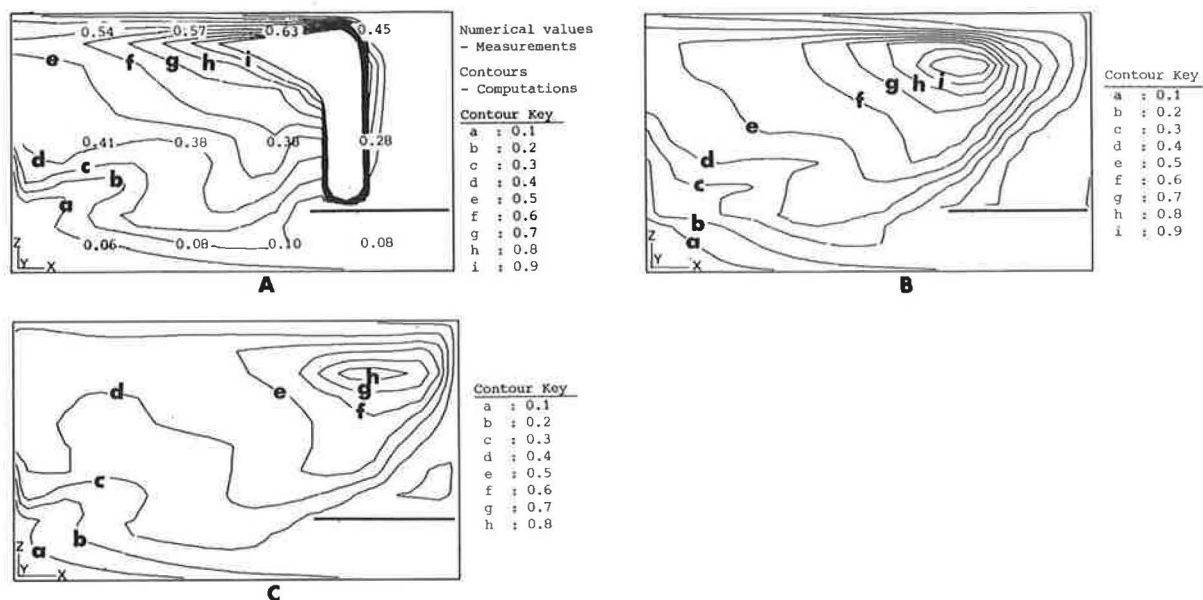 0.54 0.57 0.63 0.45
e f g h i
0.41 0.38 0.38 0.28
d c b a
0.06 0.08 0.10 0.08
Z
Y X
A
Numerical values
- Measurements
Contours
- Computations
Contour Key
a : 0.1
b : 0.2
c : 0.3
d : 0.4
e : 0.5
f : 0.6
g : 0.7
h : 0.8
i : 0.9
g h i
f
e
d
c
b
a
Z
Y X
B
Contour Key
a : 0.1
b : 0.2
c : 0.3
d : 0.4
e : 0.5
f : 0.6
g : 0.7
h : 0.8
i : 0.9
h
g
f
e
d
c
b
a
Z
Y X
C
Contour Key
a : 0.1
b : 0.2
c : 0.3
d : 0.4
e : 0.5
f : 0.6
g : 0.7
h : 0.8